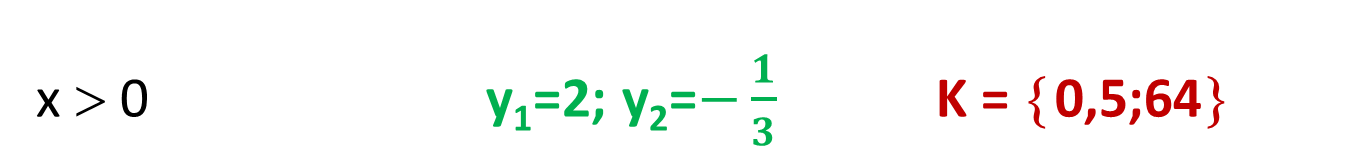 x > 0 y₁=2; y₂=− 1/3 K = {0,5;64}